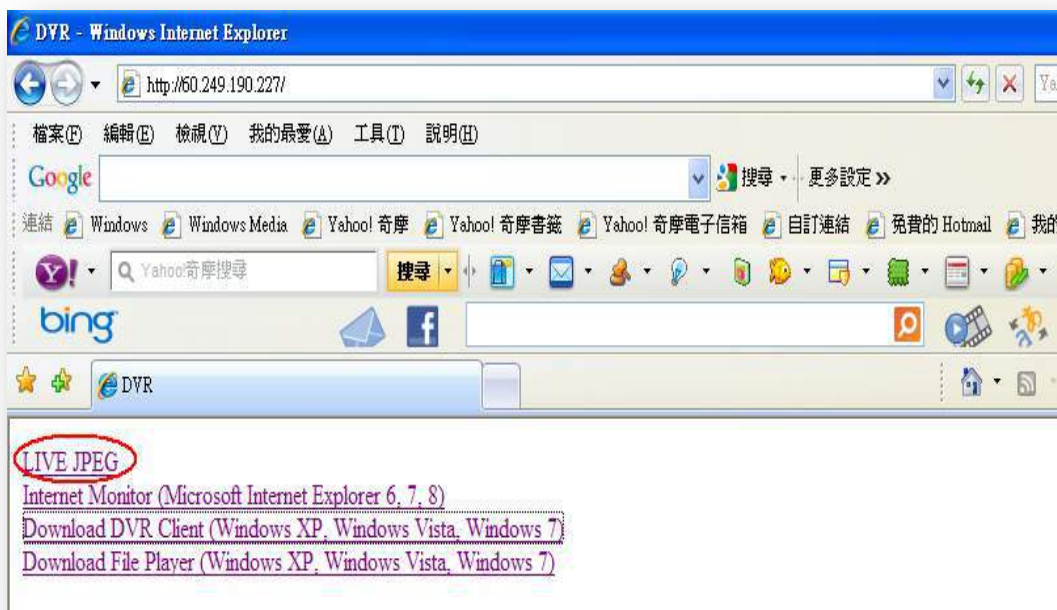 DVR - Windows Internet Explorer
http://60.249.190.227/
檔案(F) 編輯(E) 檢視(V) 我的最愛(A) 工具(T) 說明(H)
Google 搜尋 更多設定 »
連結 Windows Windows Media Yahoo! 奇摩 Yahoo! 奇摩書籤 Yahoo! 奇摩電子信箱 自訂連結 免費的 Hotmail 我的
Y! Yahoo!奇摩搜尋 搜尋
bing f
DVR
LIVE JPEG
Internet Monitor (Microsoft Internet Explorer 6, 7, 8)
Download DVR Client (Windows XP, Windows Vista, Windows 7)
Download File Player (Windows XP, Windows Vista, Windows 7)